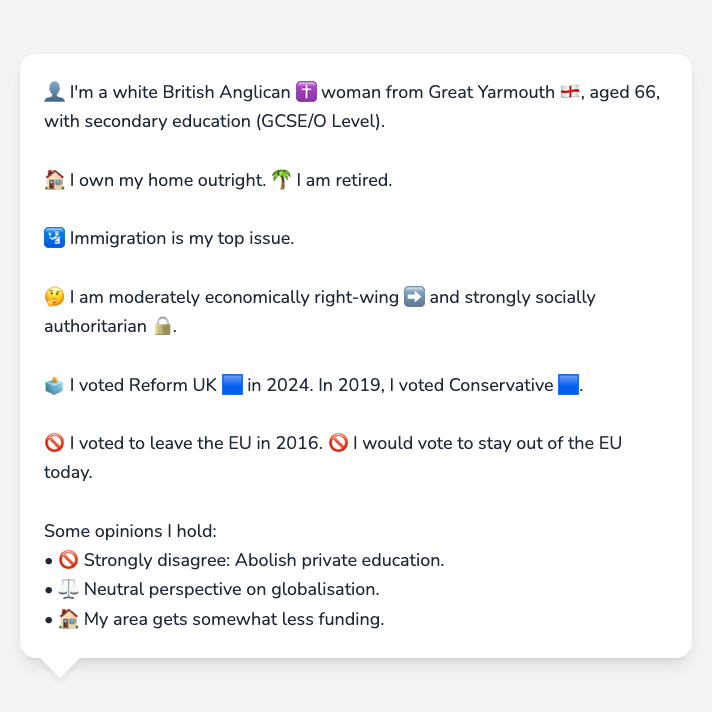 👤 I'm a white British Anglican ✝️ woman from Great Yarmouth 🏴󠁧󠁢󠁥󠁮󠁧󠁿, aged 66,
with secondary education (GCSE/O Level).
🏠 I own my home outright. 🌴 I am retired.
🛂 Immigration is my top issue.
🤔 I am moderately economically right-wing ➡️ and strongly socially
authoritarian 🔒.
🗳️ I voted Reform UK 🟦 in 2024. In 2019, I voted Conservative 🟦.
🚫 I voted to leave the EU in 2016. 🚫 I would vote to stay out of the EU
today.
Some opinions I hold:
• 🚫 Strongly disagree: Abolish private education.
• ⚖️ Neutral perspective on globalisation.
• 🏠 My area gets somewhat less funding.